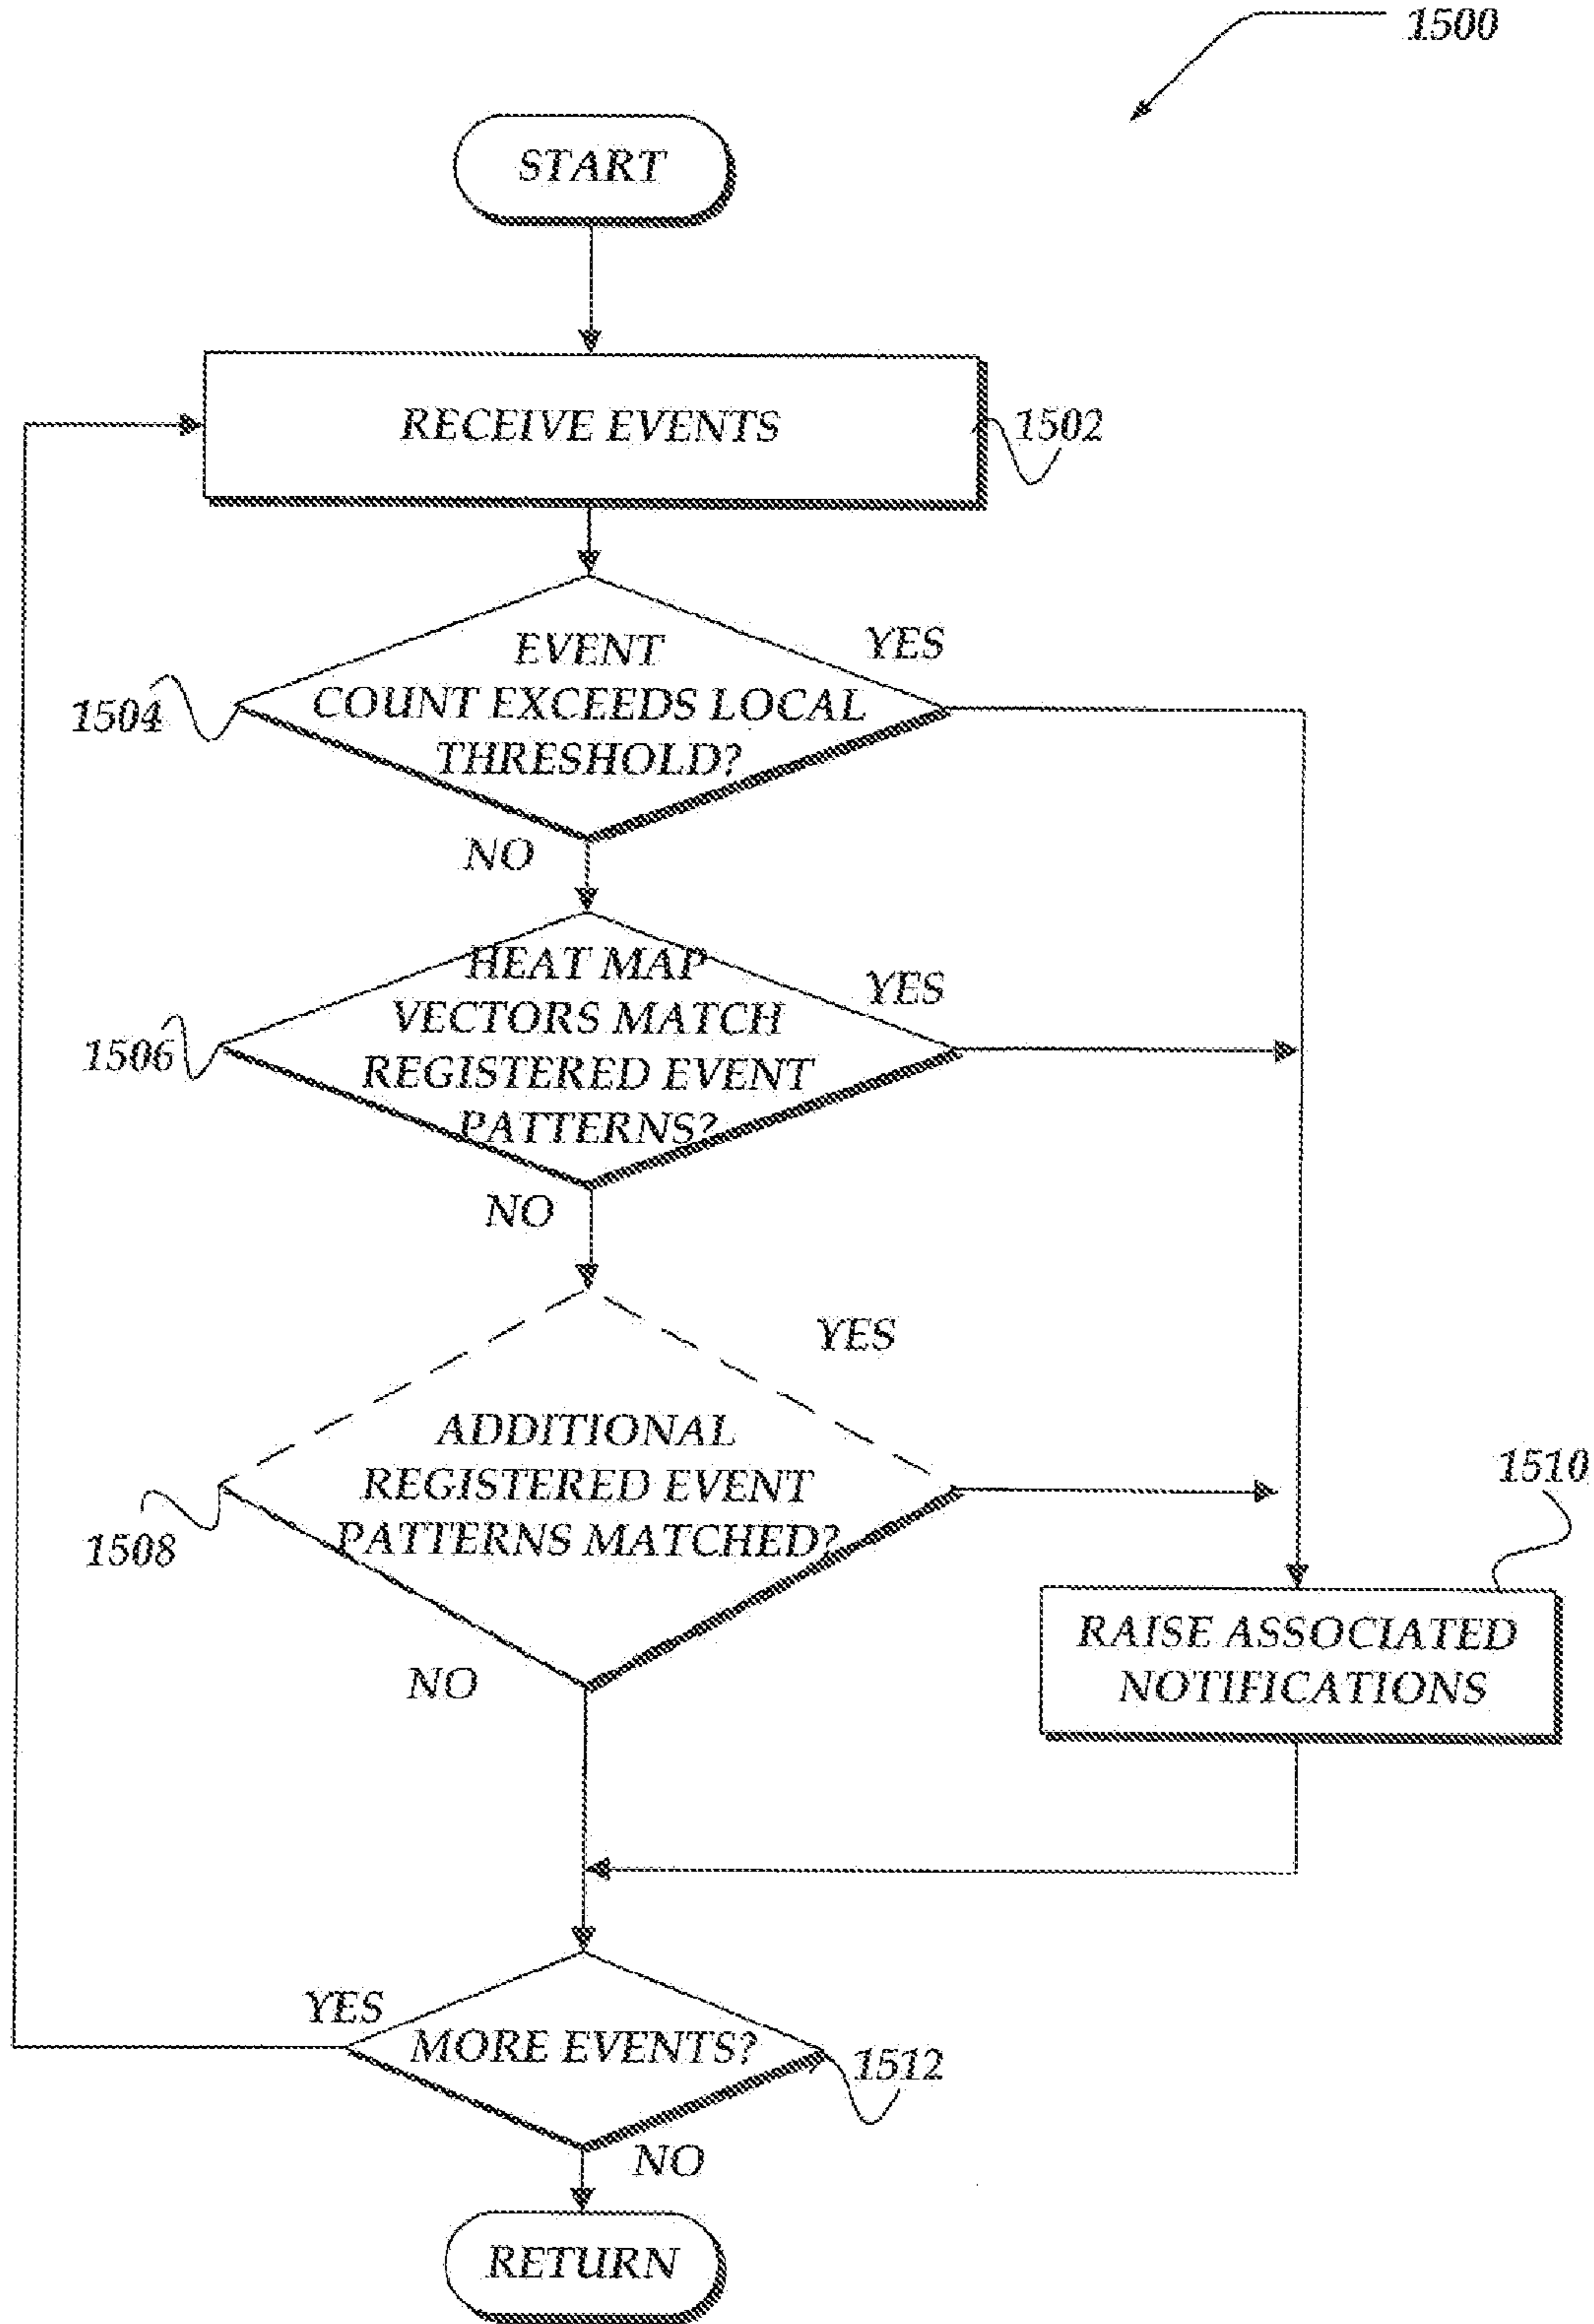 1500
START
RECEIVE EVENTS
1502
EVENT
COUNT EXCEEDS LOCAL
THRESHOLD?
YES
1504
NO
HEAT MAP
VECTORS MATCH
REGISTERED EVENT
PATTERNS?
YES
1506
NO
YES
ADDITIONAL
REGISTERED EVENT
PATTERNS MATCHED?
1508
NO
1510
RAISE ASSOCIATED
NOTIFICATIONS
YES
MORE EVENTS?
1512
NO
RETURN